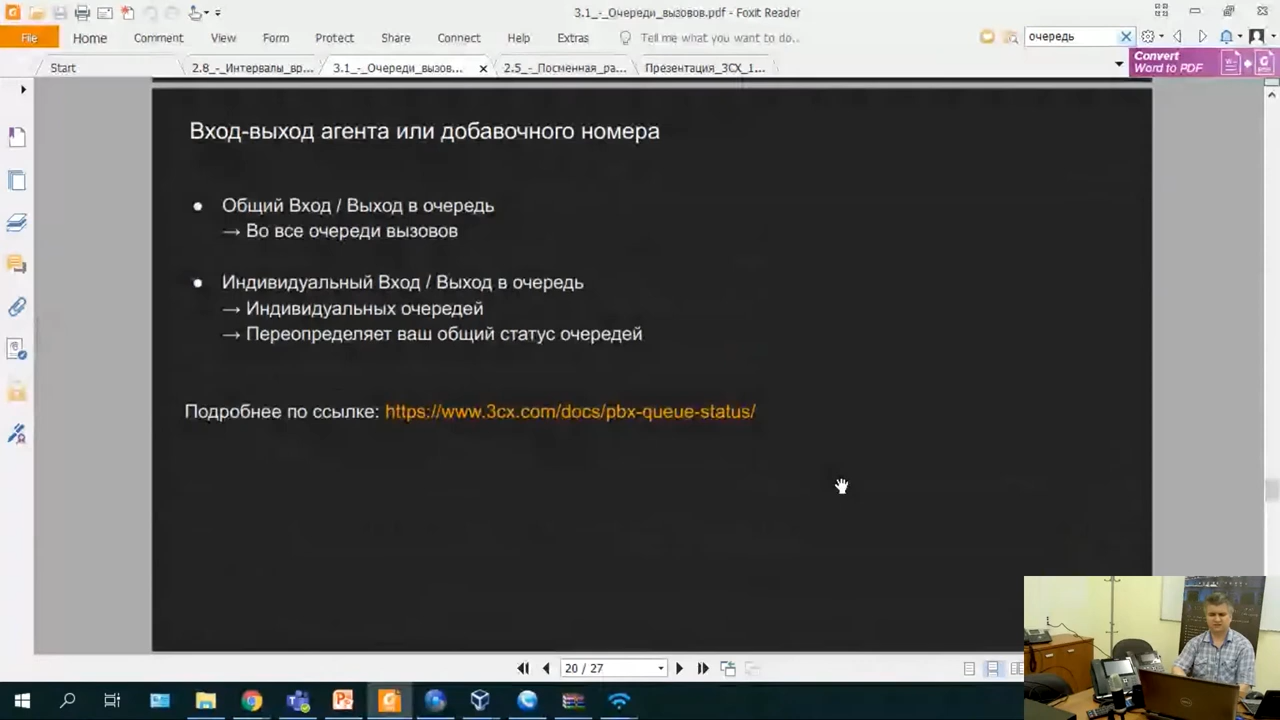 3.1_-_Очереди_вызовов.pdf - Foxit Reader
File Home Comment View Form Protect Share Connect Help Extras Tell me what you want to do.. очередь
Start 2.8_-_Интервалы_вр... 3.1_-_Очереди_вызов... 2.5_-_Посменная_ра... Презентация_3CX_1...
Convert
Word to PDF
Вход-выход агента или добавочного номера
● Общий Вход / Выход в очередь
→ Во все очереди вызовов
● Индивидуальный Вход / Выход в очередь
→ Индивидуальных очередей
→ Переопределяет ваш общий статус очередей
Подробнее по ссылке: https://www.3cx.com/docs/pbx-queue-status/
20 / 27